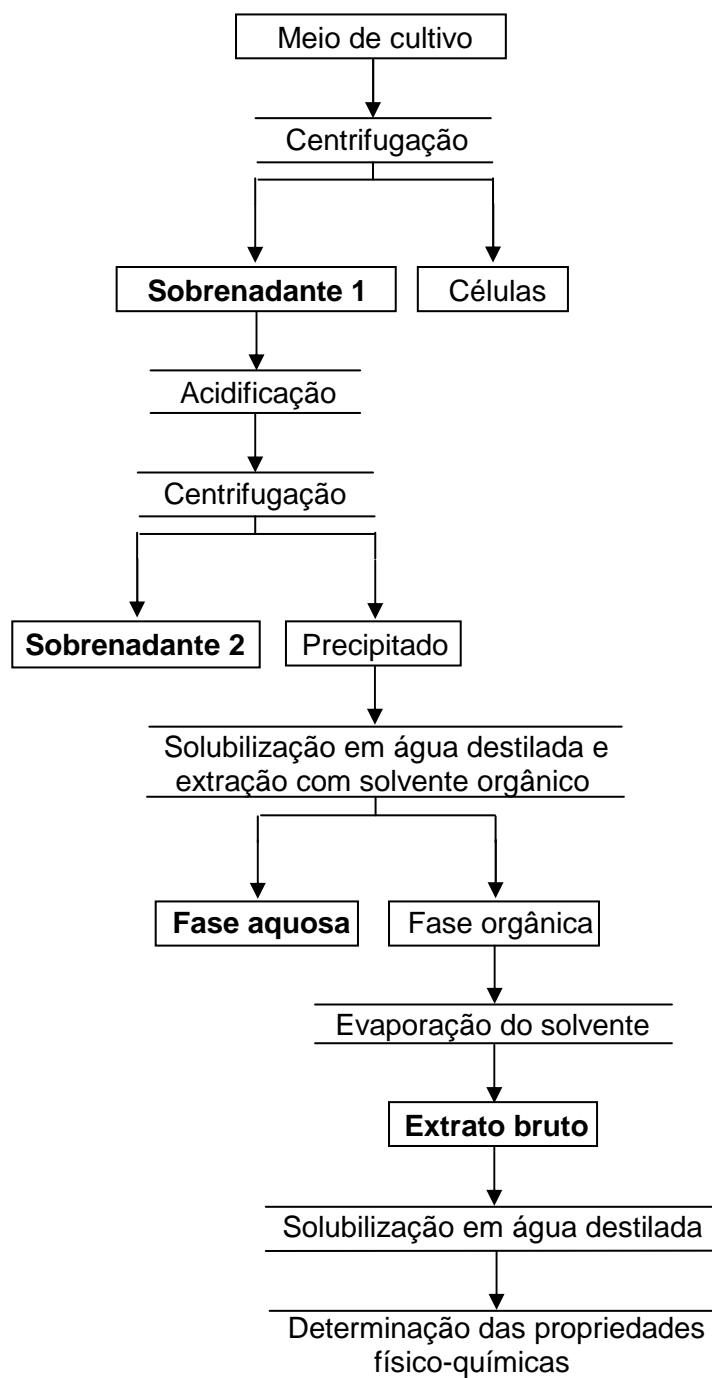 Meio de cultivo
Centrifugação
Sobrenadante 1
Células
Acidificação
Centrifugação
Sobrenadante 2
Precipitado
Solubilização em água destilada e
extração com solvente orgânico
Fase aquosa
Fase orgânica
Evaporação do solvente
Extrato bruto
Solubilização em água destilada
Determinação das propriedades
físico-químicas